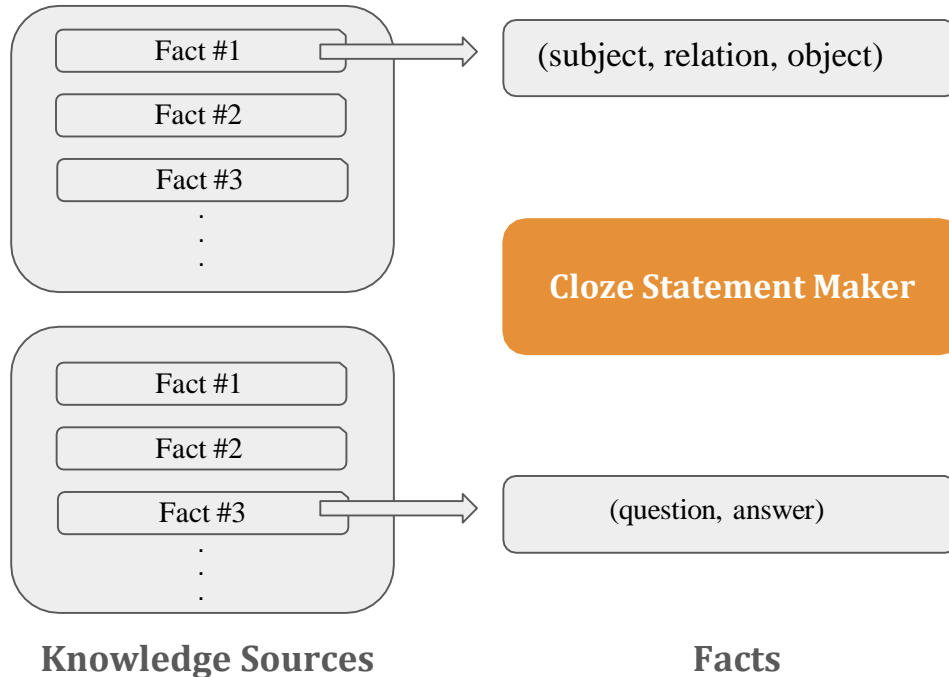 Fact #1
Fact #2
Fact #3
.
.
.
(subject, relation, object)
Cloze Statement Maker
Fact #1
Fact #2
Fact #3
.
.
.
(question, answer)
Knowledge Sources
Facts